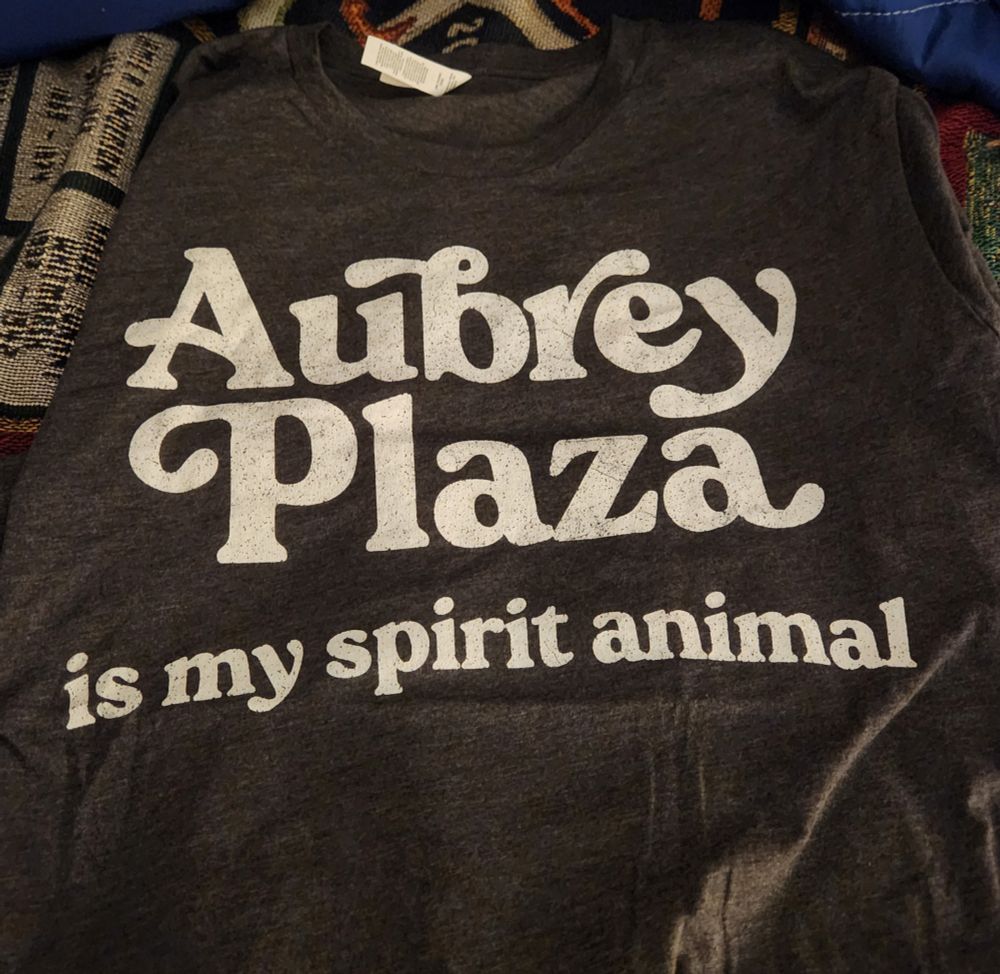 Aubrey
Plaza
is my spirit animal